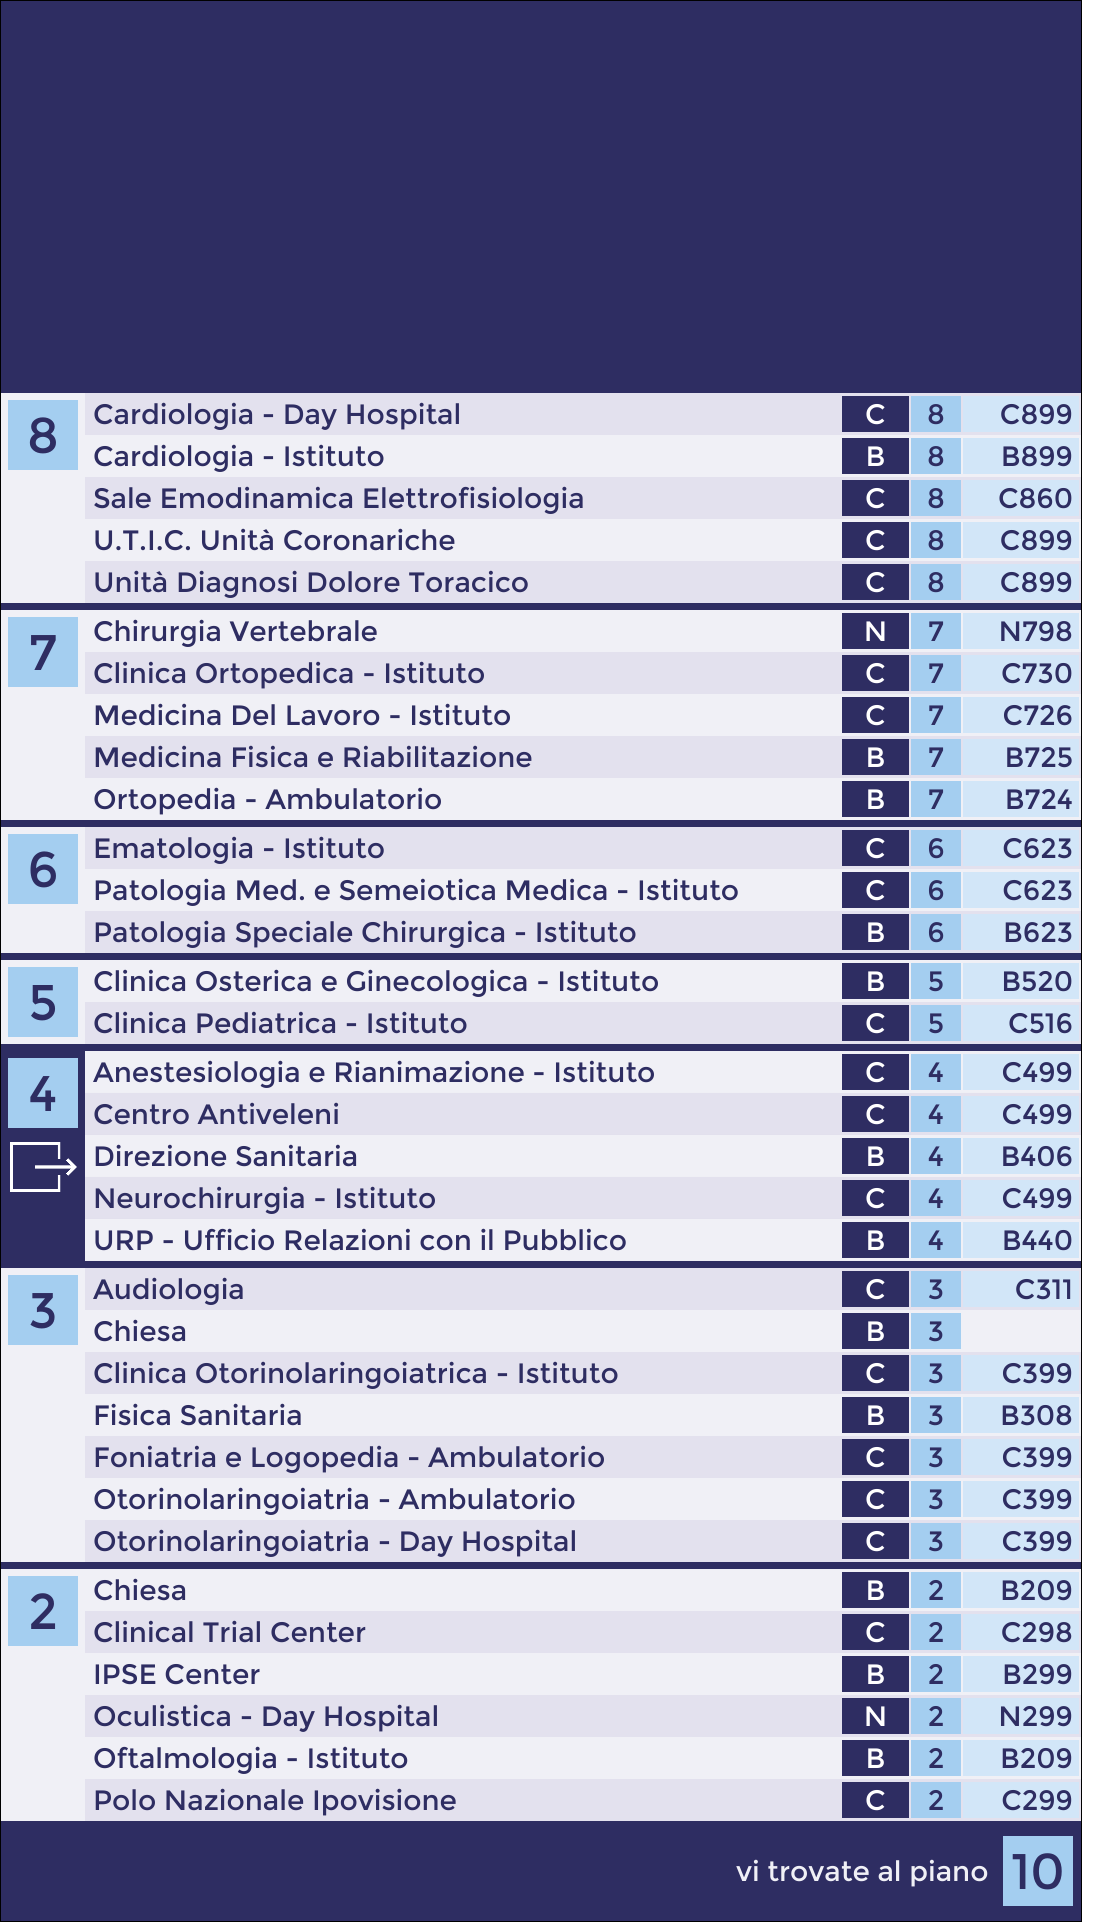 8
Cardiologia - Day Hospital C 8 C899
Cardiologia - Istituto B 8 B899
Sale Emodinamica Elettrofisiologia C 8 C860
U.T.I.C. Unità Coronariche C 8 C899
Unità Diagnosi Dolore Toracico C 8 C899
7
Chirurgia Vertebrale N 7 N798
Clinica Ortopedica - Istituto C 7 C730
Medicina Del Lavoro - Istituto C 7 C726
Medicina Fisica e Riabilitazione B 7 B725
Ortopedia - Ambulatorio B 7 B724
6
Ematologia - Istituto C 6 C623
Patologia Med. e Semeiotica Medica - Istituto C 6 C623
Patologia Speciale Chirurgica - Istituto B 6 B623
5
Clinica Osterica e Ginecologica - Istituto B 5 B520
Clinica Pediatrica - Istituto C 5 C516
4
Anestesiologia e Rianimazione - Istituto C 4 C499
Centro Antiveleni C 4 C499
Direzione Sanitaria B 4 B406
Neurochirurgia - Istituto C 4 C499
URP - Ufficio Relazioni con il Pubblico B 4 B440
3
Audiologia C 3 C311
Chiesa B 3
Clinica Otorinolaringoiatrica - Istituto C 3 C399
Fisica Sanitaria B 3 B308
Foniatria e Logopedia - Ambulatorio C 3 C399
Otorinolaringoiatria - Ambulatorio C 3 C399
Otorinolaringoiatria - Day Hospital C 3 C399
2
Chiesa B 2 B209
Clinical Trial Center C 2 C298
IPSE Center B 2 B299
Oculistica - Day Hospital N 2 N299
Oftalmologia - Istituto B 2 B209
Polo Nazionale Ipovisione C 2 C299
vi trovate al piano 10